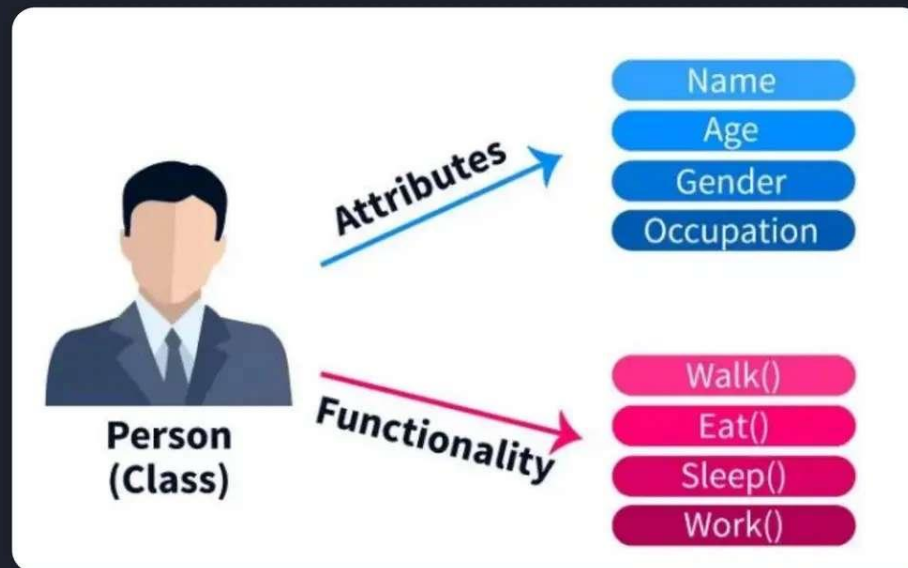 Attributes
Name
Age
Gender
Occupation
Person
(Class)
Functionality
Walk()
Eat()
Sleep()
Work()